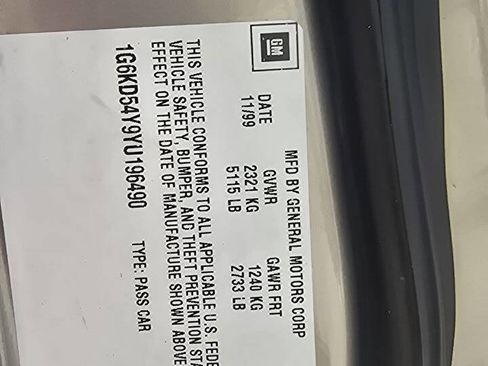 GM
MFD BY GENERAL MOTORS CORP
DATE GVWR GAWR FRT
11/99 2321 KG 1240 KG
5115 LB 2733 LB
THIS VEHICLE CONFORMS TO ALL APPLICABLE U.S. FEDE
VEHICLE SAFETY, BUMPER, AND THEFT PREVENTION STA
EFFECT ON THE DATE OF MANUFACTURE SHOWN ABOVE
1G6KD54Y9YU196490 TYPE: PASS CAR